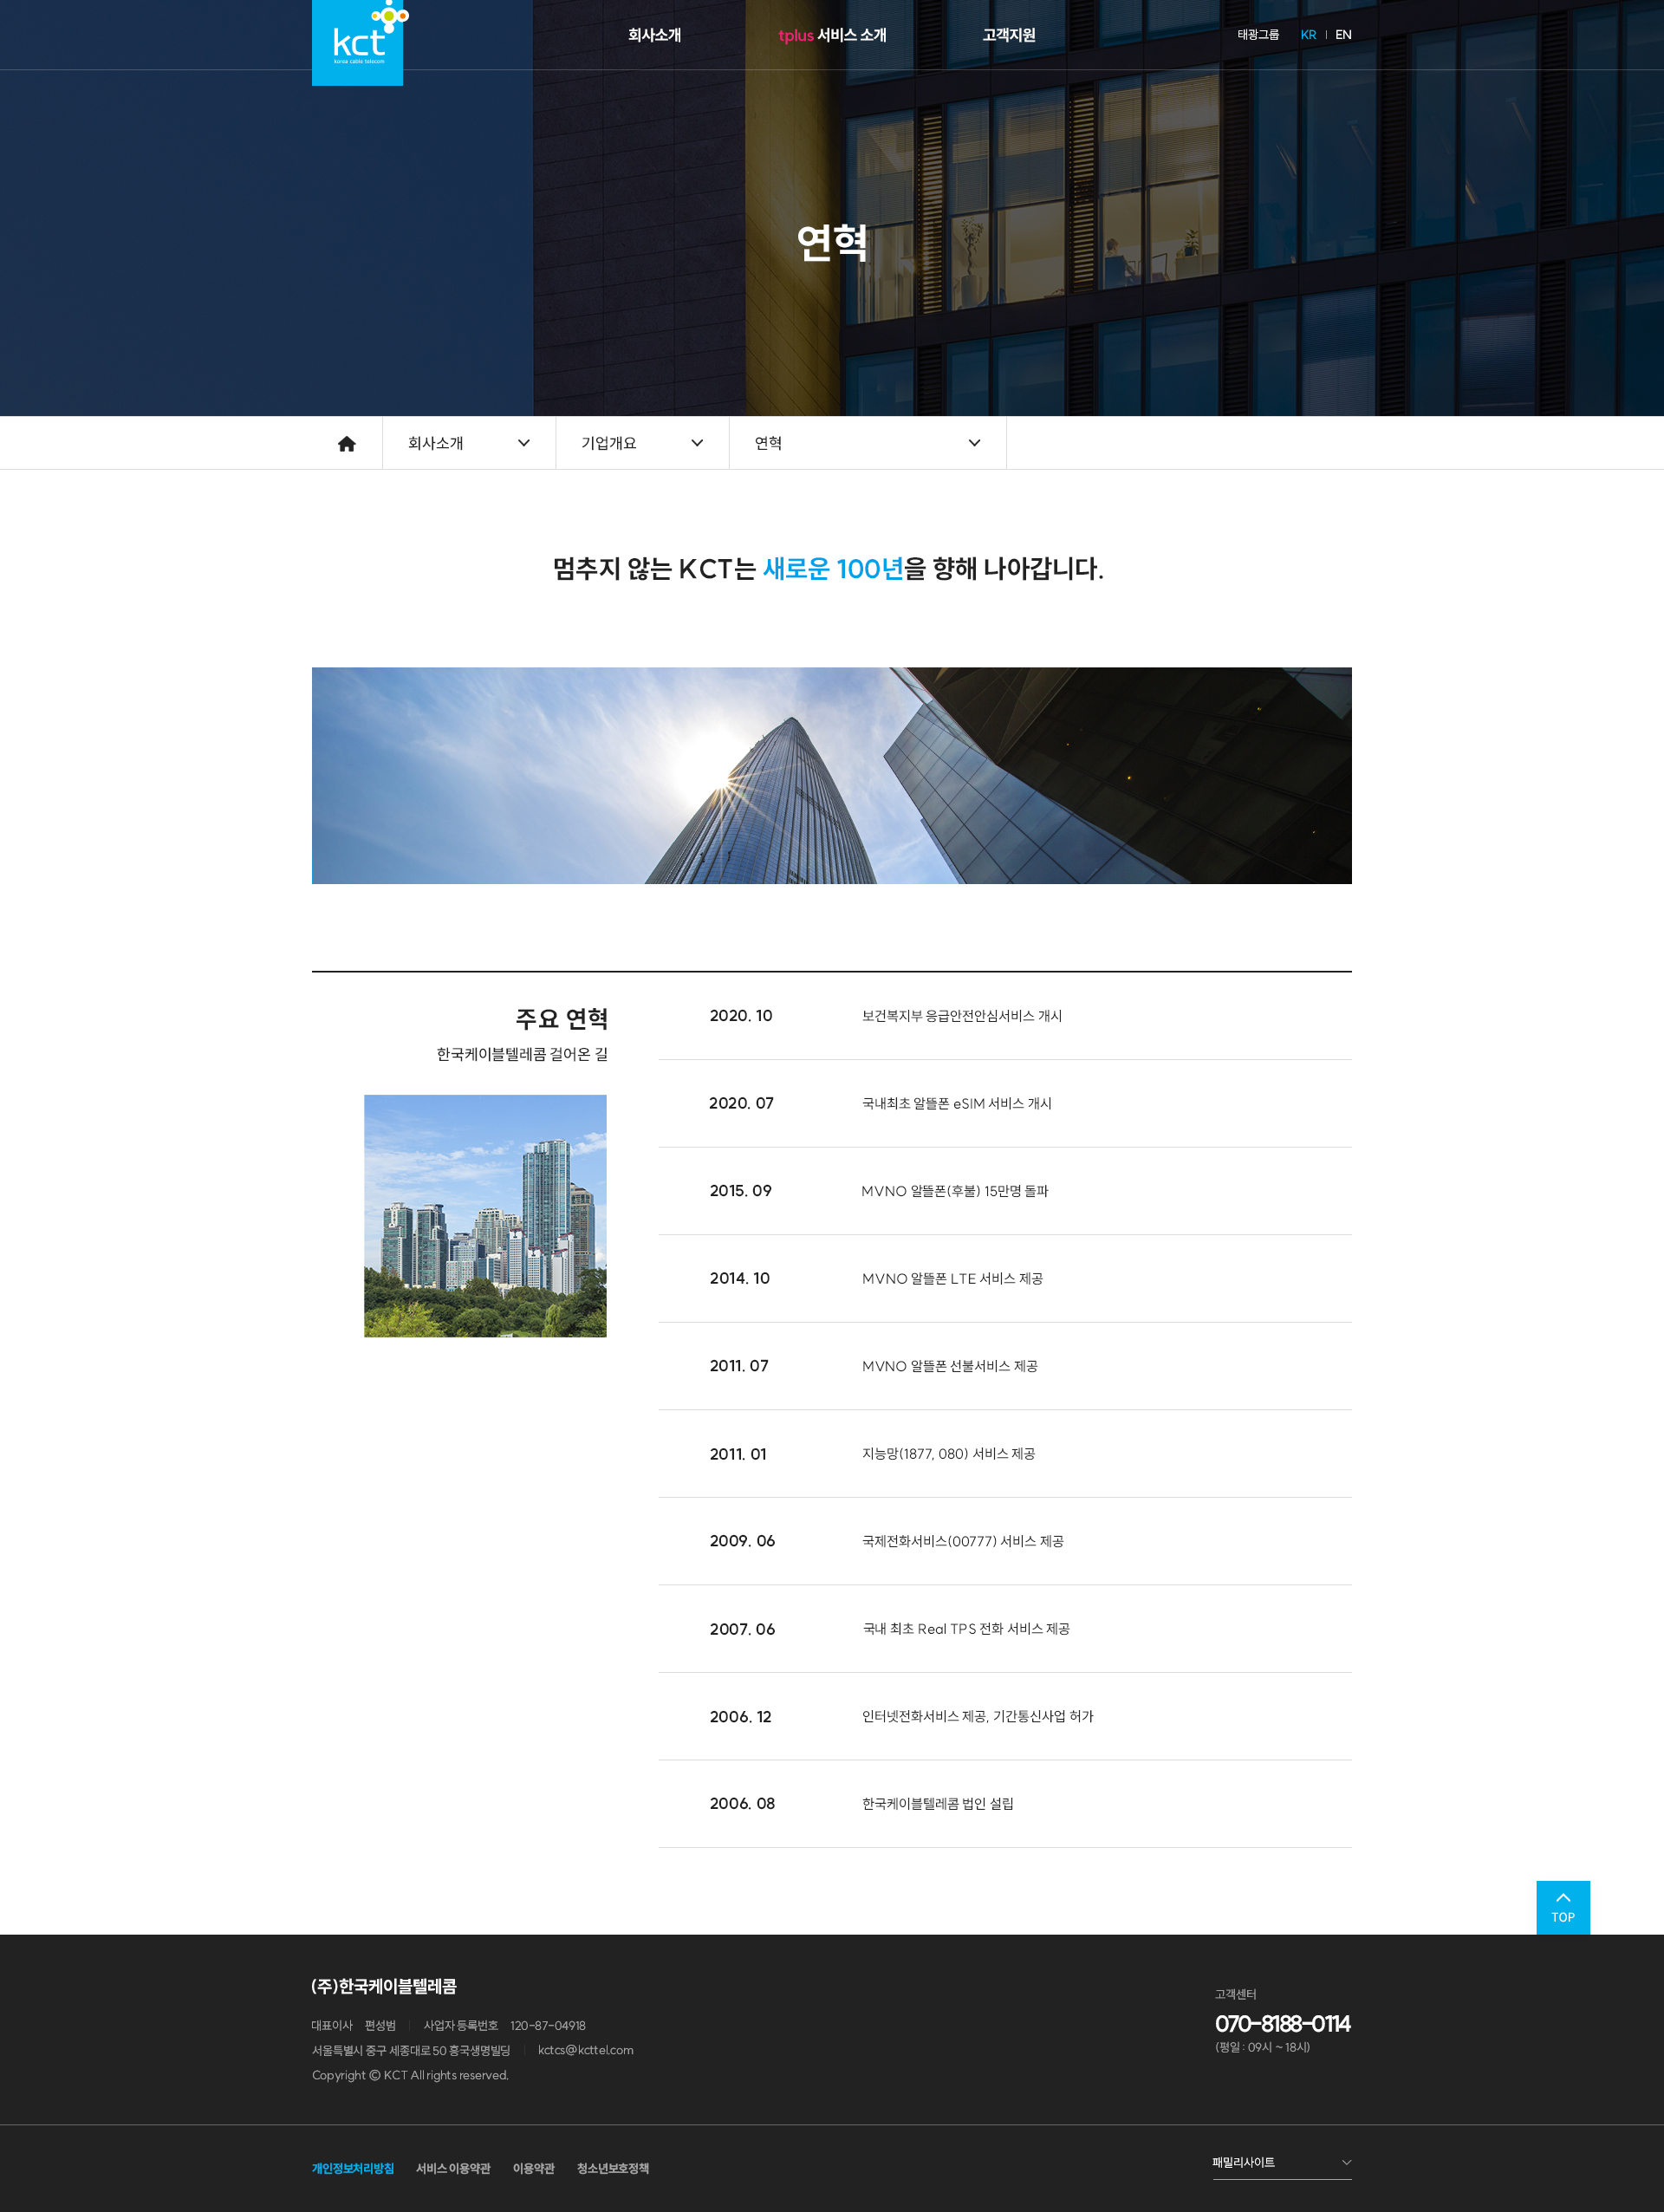 kct
korea cable telecom
회사소개
tplus 서비스 소개
고객지원
태광그룹
KR
EN
연혁
회사소개
기업개요
연혁
멈추지 않는 KCT는 새로운 100년을 향해 나아갑니다.
주요 연혁
한국케이블텔레콤 걸어온 길
2020. 10 보건복지부 응급안전안심서비스 개시
2020. 07 국내최초 알뜰폰 eSIM 서비스 개시
2015. 09 MVNO 알뜰폰(후불) 15만명 돌파
2014. 10 MVNO 알뜰폰 LTE 서비스 제공
2011. 07 MVNO 알뜰폰 선불서비스 제공
2011. 01 지능망(1877, 080) 서비스 제공
2009. 06 국제전화서비스(00777) 서비스 제공
2007. 06 국내 최초 Real TPS 전화 서비스 제공
2006. 12 인터넷전화서비스 제공, 기간통신사업 허가
2006. 08 한국케이블텔레콤 법인 설립
TOP
(주)한국케이블텔레콤
대표이사 편성범 사업자 등록번호 120-87-04918
서울특별시 중구 세종대로 50 흥국생명빌딩 kctcs@kcttel.com
Copyright © KCT All rights reserved.
고객센터
070-8188-0114
(평일 : 09시 ~ 18시)
개인정보처리방침
서비스 이용약관
이용약관
청소년보호정책
패밀리사이트